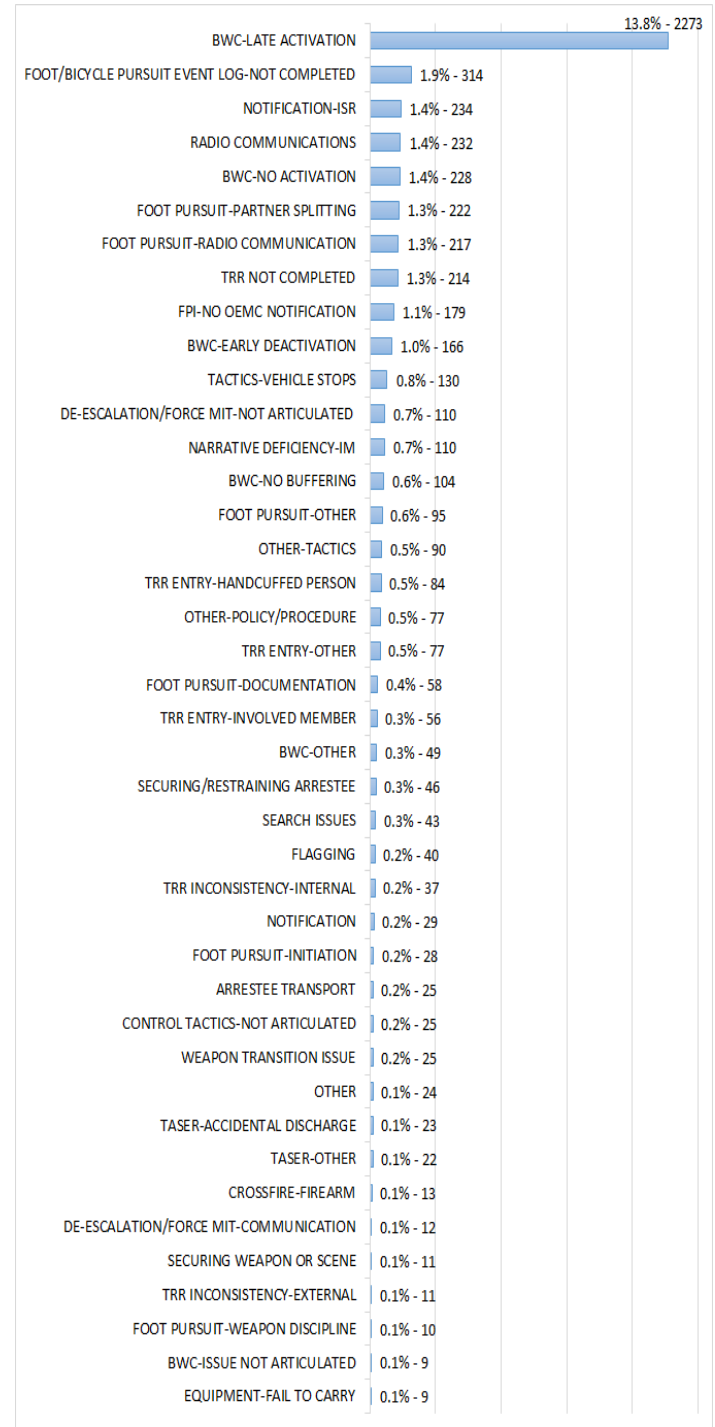 13.8% - 2273
BWC-LATE ACTIVATION
FOOT/BICYCLE PURSUIT EVENT LOG-NOT COMPLETED 1.9% - 314
NOTIFICATION-ISR 1.4% - 234
RADIO COMMUNICATIONS 1.4% - 232
BWC-NO ACTIVATION 1.4% - 228
FOOT PURSUIT-PARTNER SPLITTING 1.3% - 222
FOOT PURSUIT-RADIO COMMUNICATION 1.3% - 217
TRR NOT COMPLETED 1.3% - 214
FPI-NO OEMC NOTIFICATION 1.1% - 179
BWC-EARLY DEACTIVATION 1.0% - 166
TACTICS-VEHICLE STOPS 0.8% - 130
DE-ESCALATION/FORCE MIT-NOT ARTICULATED 0.7% - 110
NARRATIVE DEFICIENCY-IM 0.7% - 110
BWC-NO BUFFERING 0.6% - 104
FOOT PURSUIT-OTHER 0.6% - 95
OTHER-TACTICS 0.5% - 90
TRR ENTRY-HANDCUFFED PERSON 0.5% - 84
OTHER-POLICY/PROCEDURE 0.5% - 77
TRR ENTRY-OTHER 0.5% - 77
FOOT PURSUIT-DOCUMENTATION 0.4% - 58
TRR ENTRY-INVOLVED MEMBER 0.3% - 56
BWC-OTHER 0.3% - 49
SECURING/RESTRAINING ARRESTEE 0.3% - 46
SEARCH ISSUES 0.3% - 43
FLAGGING 0.2% - 40
TRR INCONSISTENCY-INTERNAL 0.2% - 37
NOTIFICATION 0.2% - 29
FOOT PURSUIT-INITIATION 0.2% - 28
ARRESTEE TRANSPORT 0.2% - 25
CONTROL TACTICS-NOT ARTICULATED 0.2% - 25
WEAPON TRANSITION ISSUE 0.2% - 25
OTHER 0.1% - 24
TASER-ACCIDENTAL DISCHARGE 0.1% - 23
TASER-OTHER 0.1% - 22
CROSSFIRE-FIREARM 0.1% - 13
DE-ESCALATION/FORCE MIT-COMMUNICATION 0.1% - 12
SECURING WEAPON OR SCENE 0.1% - 11
TRR INCONSISTENCY-EXTERNAL 0.1% - 11
FOOT PURSUIT-WEAPON DISCIPLINE 0.1% - 10
BWC-ISSUE NOT ARTICULATED 0.1% - 9
EQUIPMENT-FAIL TO CARRY 0.1% - 9